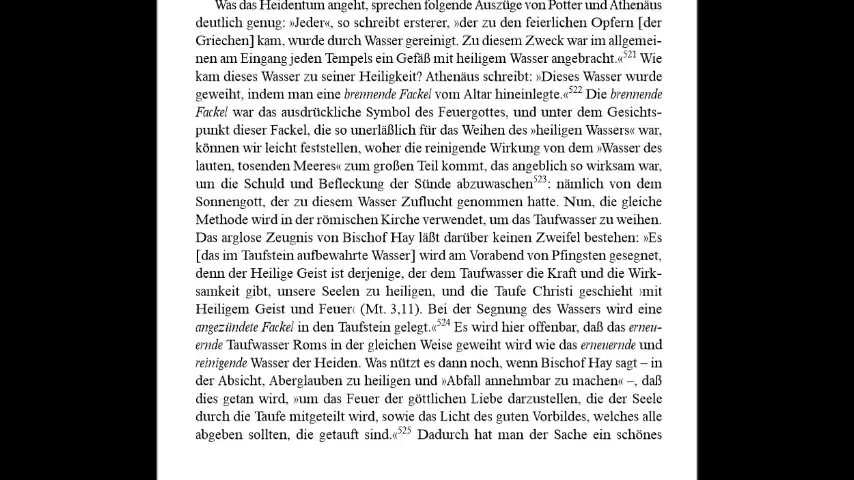 Was das Heidentum angeht, sprechen folgende Auszüge von Potter und Athenäus
deutlich genug: »Jeder«, so schreibt ersterer, »der zu den feierlichen Opfern [der
Griechen] kam, wurde durch Wasser gereinigt. Zu diesem Zweck war im allgemei-
nen am Eingang jeden Tempels ein Gefäß mit heiligem Wasser angebracht.«521 Wie
kam dieses Wasser zu seiner Heiligkeit? Athenäus schreibt: »Dieses Wasser wurde
geweiht, indem man eine brennende Fackel vom Altar hineinlegte.«522 Die brennende
Fackel war das ausdrückliche Symbol des Feuergottes, und unter dem Gesichts-
punkt dieser Fackel, die so unerläßlich für das Weihen des »heiligen Wassers« war,
können wir leicht feststellen, woher die reinigende Wirkung von dem »Wasser des
lauten, tosenden Meeres« zum großen Teil kommt, das angeblich so wirksam war,
um die Schuld und Befleckung der Sünde abzuwaschen523: nämlich von dem
Sonnengott, der zu diesem Wasser Zuflucht genommen hatte. Nun, die gleiche
Methode wird in der römischen Kirche verwendet, um das Taufwasser zu weihen.
Das arglose Zeugnis von Bischof Hay läßt darüber keinen Zweifel bestehen: »Es
[das im Taufstein aufbewahrte Wasser] wird am Vorabend von Pfingsten gesegnet,
denn der Heilige Geist ist derjenige, der dem Taufwasser die Kraft und die Wirk-
samkeit gibt, unsere Seelen zu heiligen, und die Taufe Christi geschieht ›mit
Heiligem Geist und Feuer‹ (Mt. 3,11). Bei der Segnung des Wassers wird eine
angezündete Fackel in den Taufstein gelegt.«524 Es wird hier offenbar, daß das erneu-
ernde Taufwasser Roms in der gleichen Weise geweiht wird wie das erneuernde und
reinigende Wasser der Heiden. Was nützt es dann noch, wenn Bischof Hay sagt – in
der Absicht, Aberglauben zu heiligen und »Abfall annehmbar zu machen« –, daß
dies getan wird, »um das Feuer der göttlichen Liebe darzustellen, die der Seele
durch die Taufe mitgeteilt wird, sowie das Licht des guten Vorbildes, welches alle
abgeben sollten, die getauft sind.«525 Dadurch hat man der Sache ein schönes